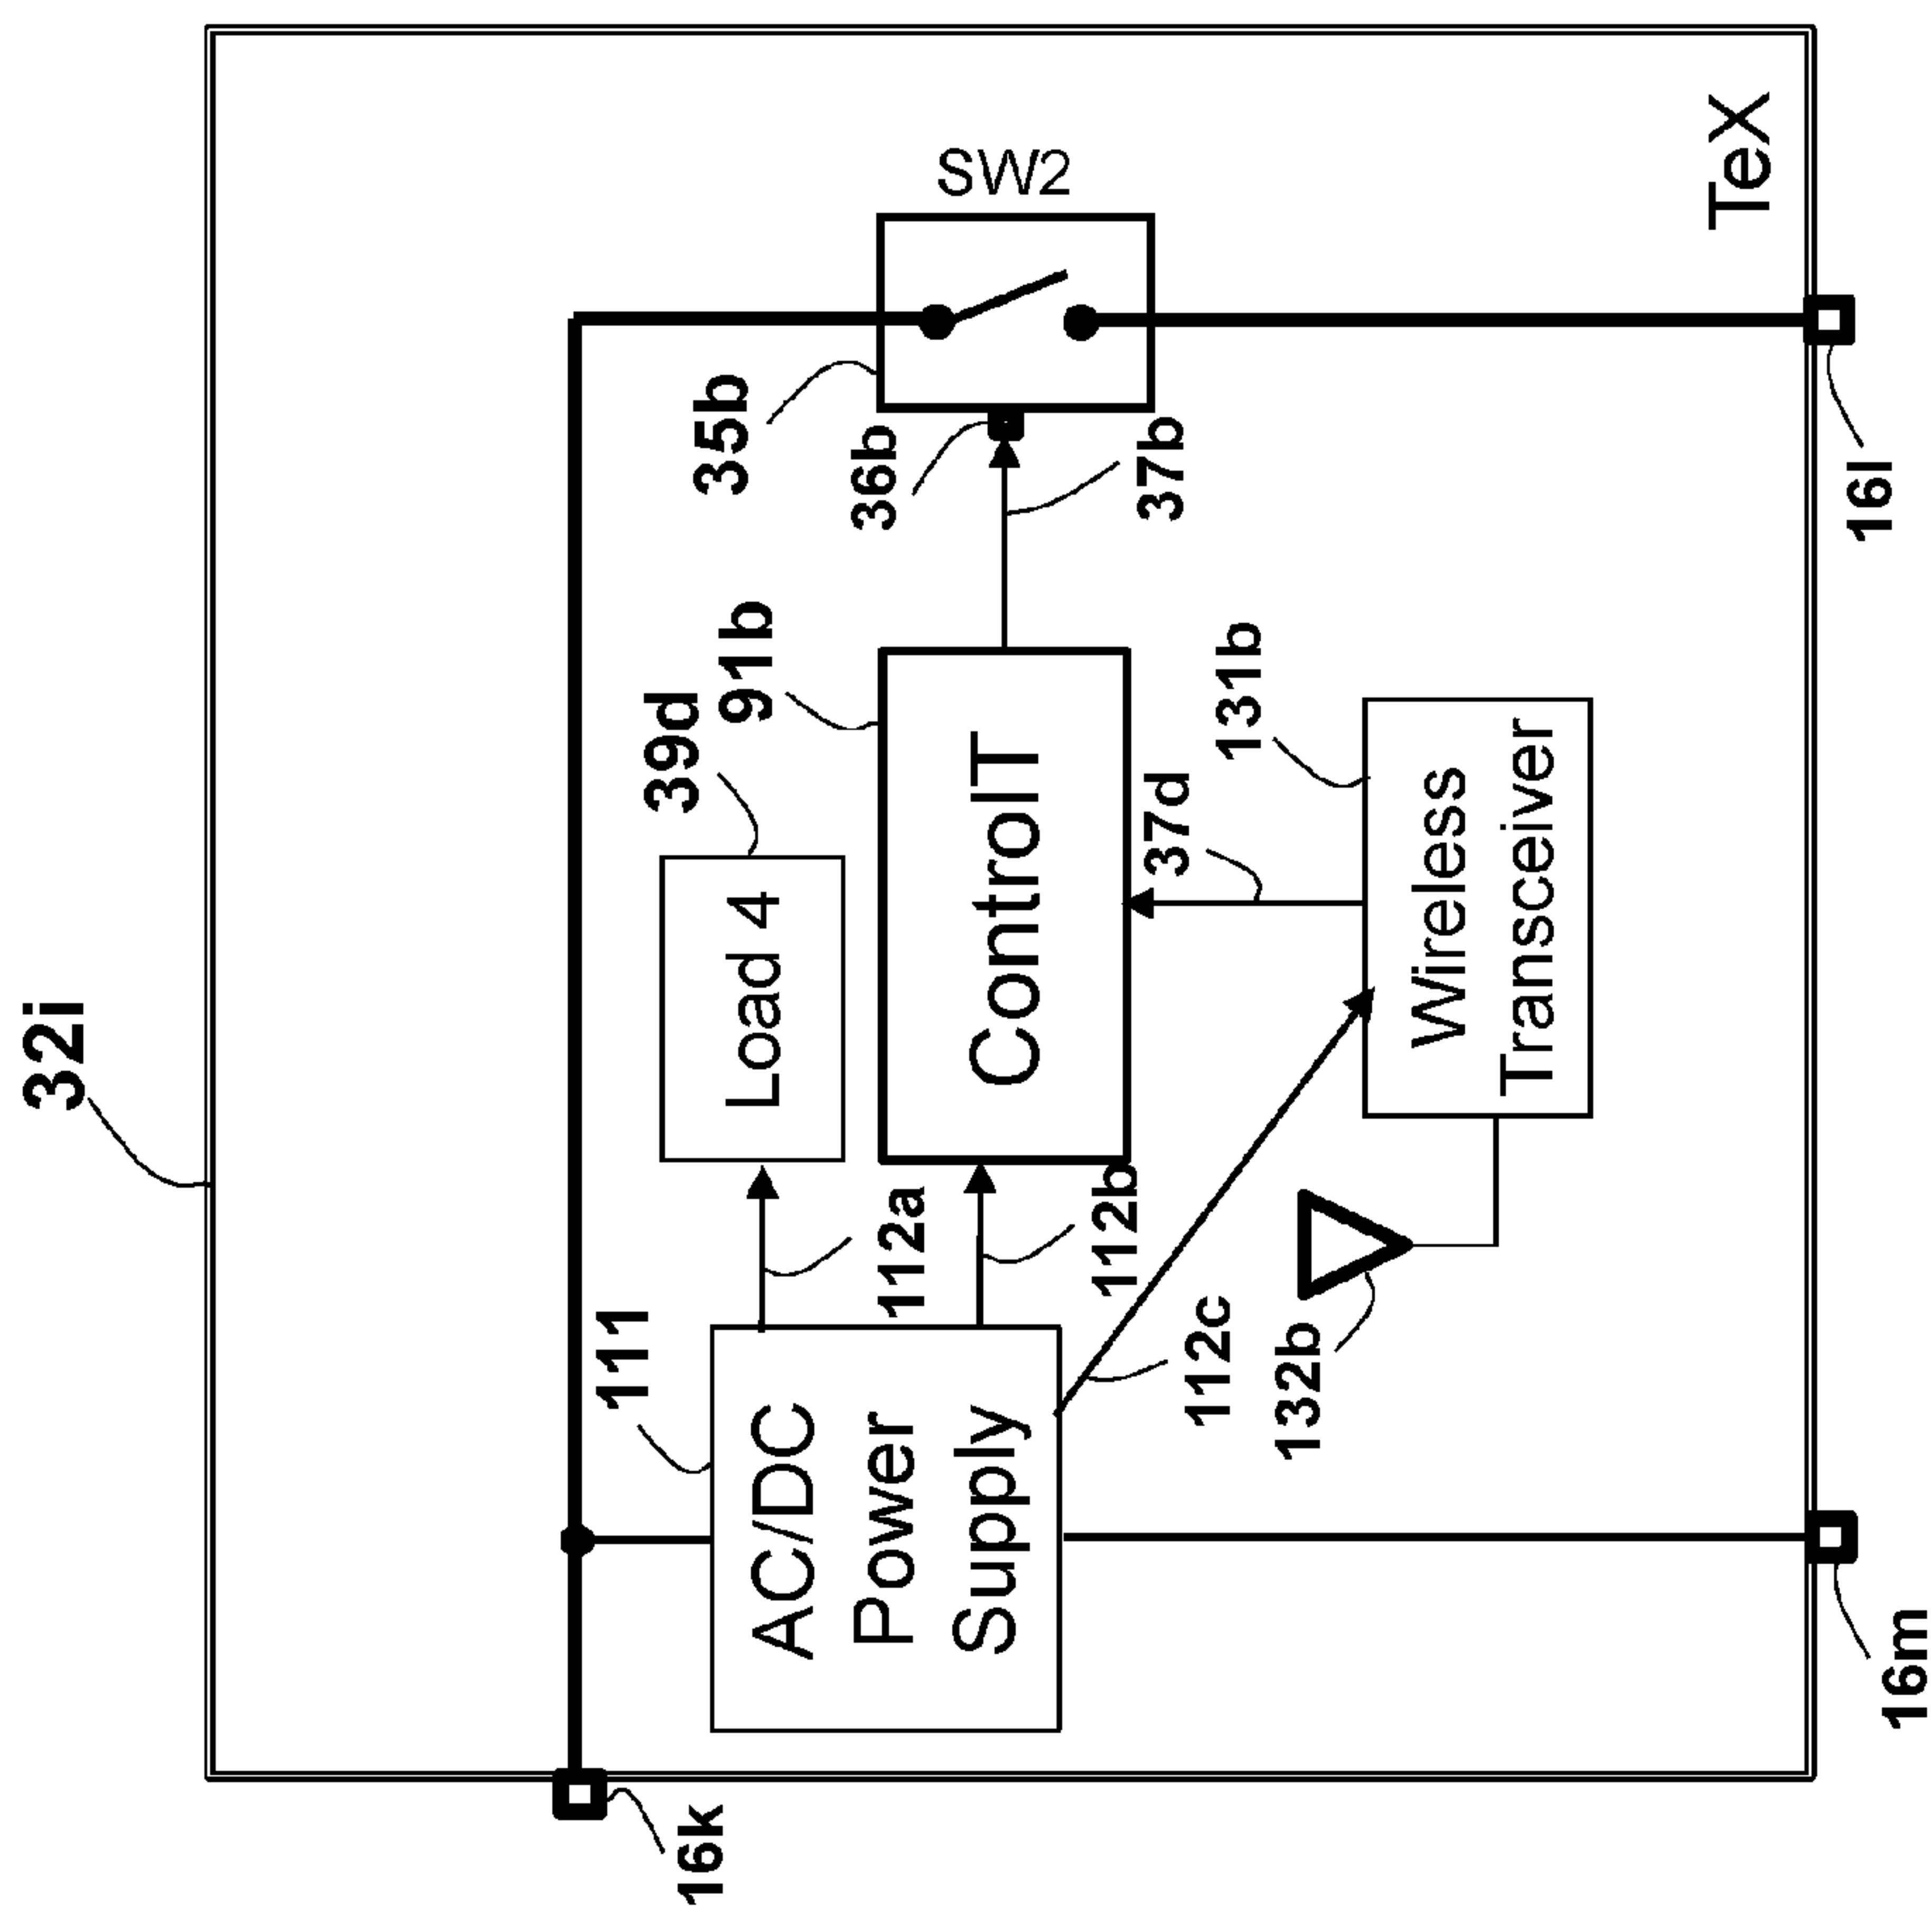 32i
111
39d
16k
35b
91b
Load 4
AC/DC
Power
Supply
36b
112a
SW2
ControlT
112b
37b
37d
112c
131b
132b
Wireless
Transceiver
TeX
16l
16m